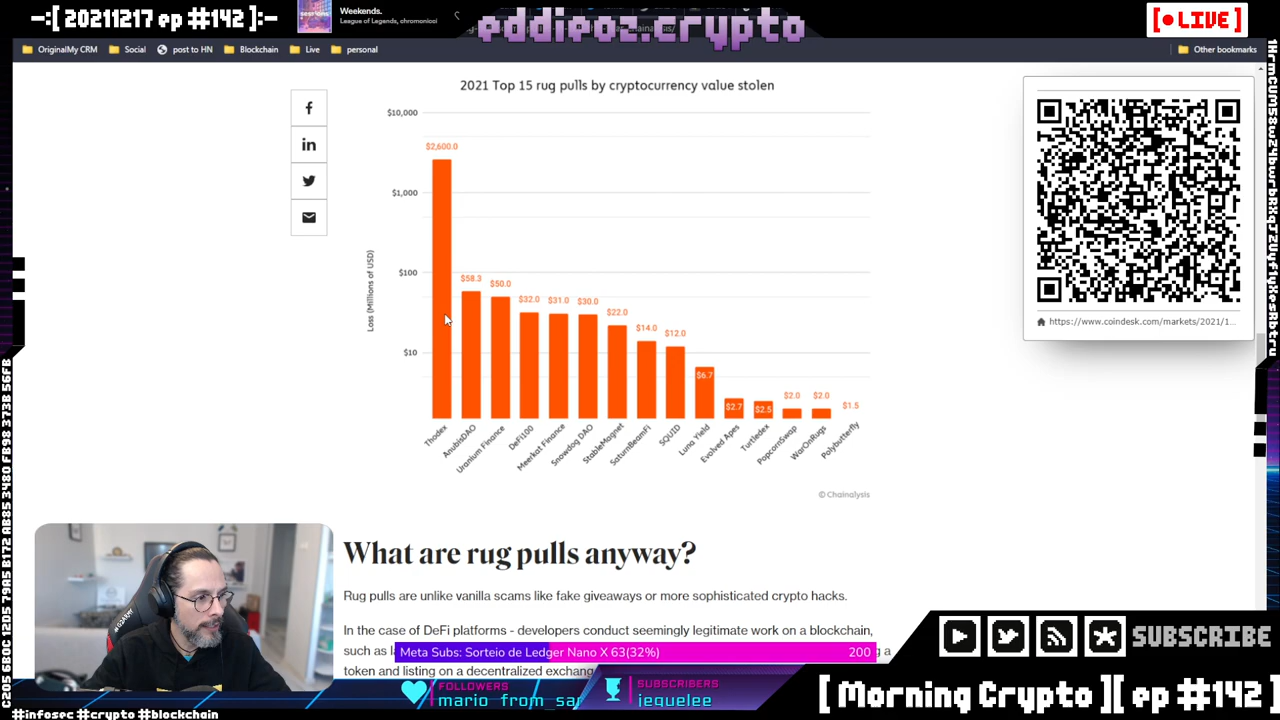 -:[ 20211217 ep #142 ]:-
Weekends.
League of Legends, chromonicci
eddieoz.crypto
[ • LIVE ]
OriginalMy CRM
Social
post to HN
Blockchain
Live
personal
Other bookmarks
2021 Top 15 rug pulls by cryptocurrency value stolen
$10,000
$1,000
$100
$10
Loss (Millions of USD)
$2,600.0
$58.3
$50.0
$32.0
$31.0
$30.0
$22.0
$14.0
$12.0
$6.7
$2.7
$2.5
$2.0
$2.0
$1.5
Thodex
AnubisDAO
Uranium Finance
DeFi100
Meerkat Finance
Snowdog DAO
StableMagnet
SaturnBeamFi
SQUID
Luna Yield
Evolved Apes
Turtledex
PopcornSwap
WarOnRugs
Polybutterfly
© Chainalysis
https://www.coindesk.com/markets/2021/1...
What are rug pulls anyway?
Rug pulls are unlike vanilla scams like fake giveaways or more sophisticated crypto hacks.
In the case of DeFi platforms - developers conduct seemingly legitimate work on a blockchain,
such as
token and listing on a decentralized exchang
Meta Subs: Sorteio de Ledger Nano X 63(32%)
200
FOLLOWERS
mario_from_sa
SUBSCRIBERS
jequelee
SUBSCRIBE
[ Morning Crypto ][ ep #142 ]
#infosec #crypto #blockchain